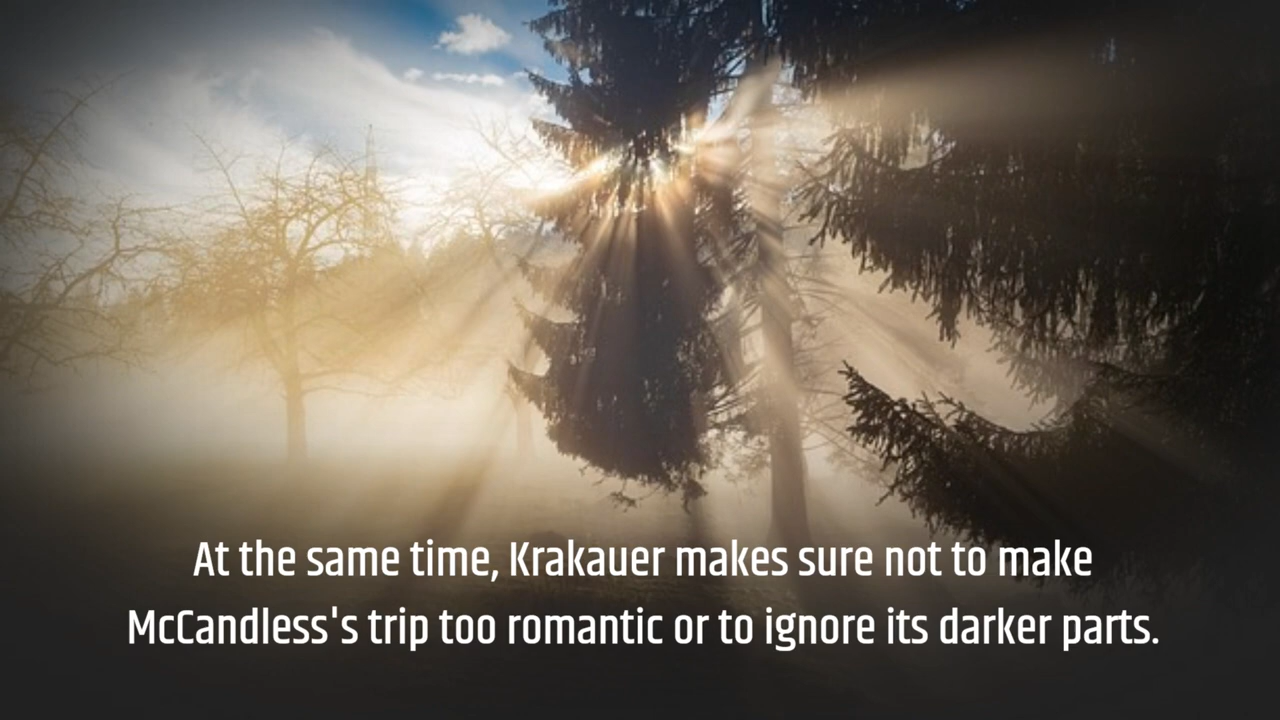 At the same time, Krakauer makes sure not to make
McCandless's trip too romantic or to ignore its darker parts.